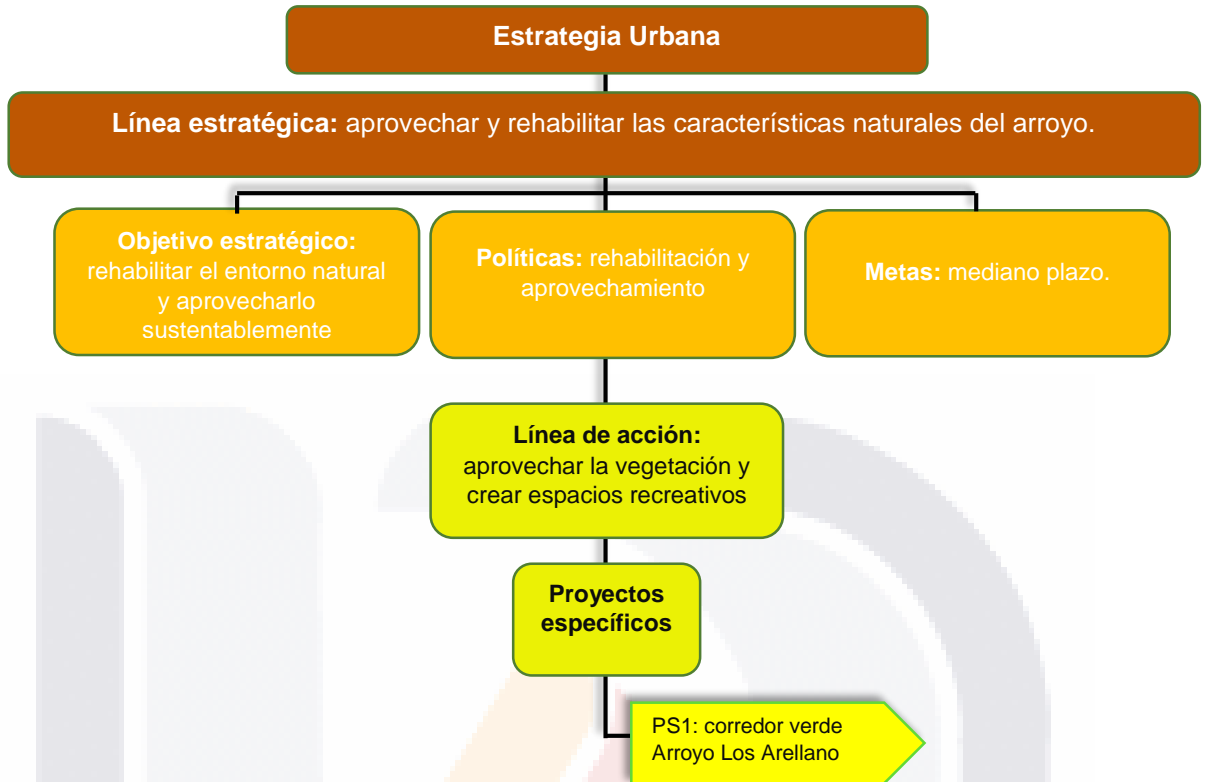 Estrategia Urbana
Línea estratégica: aprovechar y rehabilitar las características naturales del arroyo.
Objetivo estratégico:
rehabilitar el entorno natural
y aprovecharlo
sustentablemente
Políticas: rehabilitación y
aprovechamiento
Metas: mediano plazo.
Línea de acción:
aprovechar la vegetación y
crear espacios recreativos
Proyectos
específicos
PS1: corredor verde
Arroyo Los Arellano